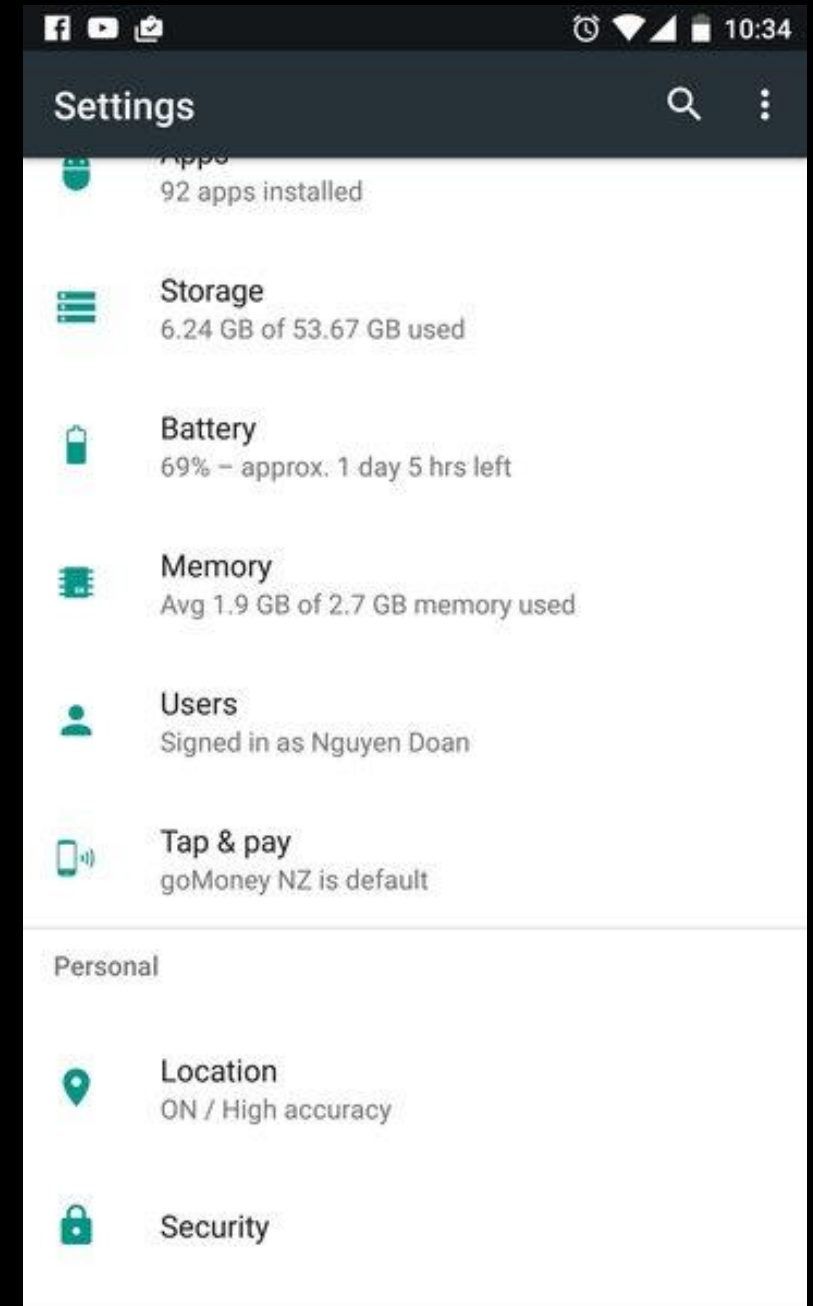 10:34
Settings
Apps
92 apps installed
Storage
6.24 GB of 53.67 GB used
Battery
69% – approx. 1 day 5 hrs left
Memory
Avg 1.9 GB of 2.7 GB memory used
Users
Signed in as Nguyen Doan
Tap & pay
goMoney NZ is default
Personal
Location
ON / High accuracy
Security